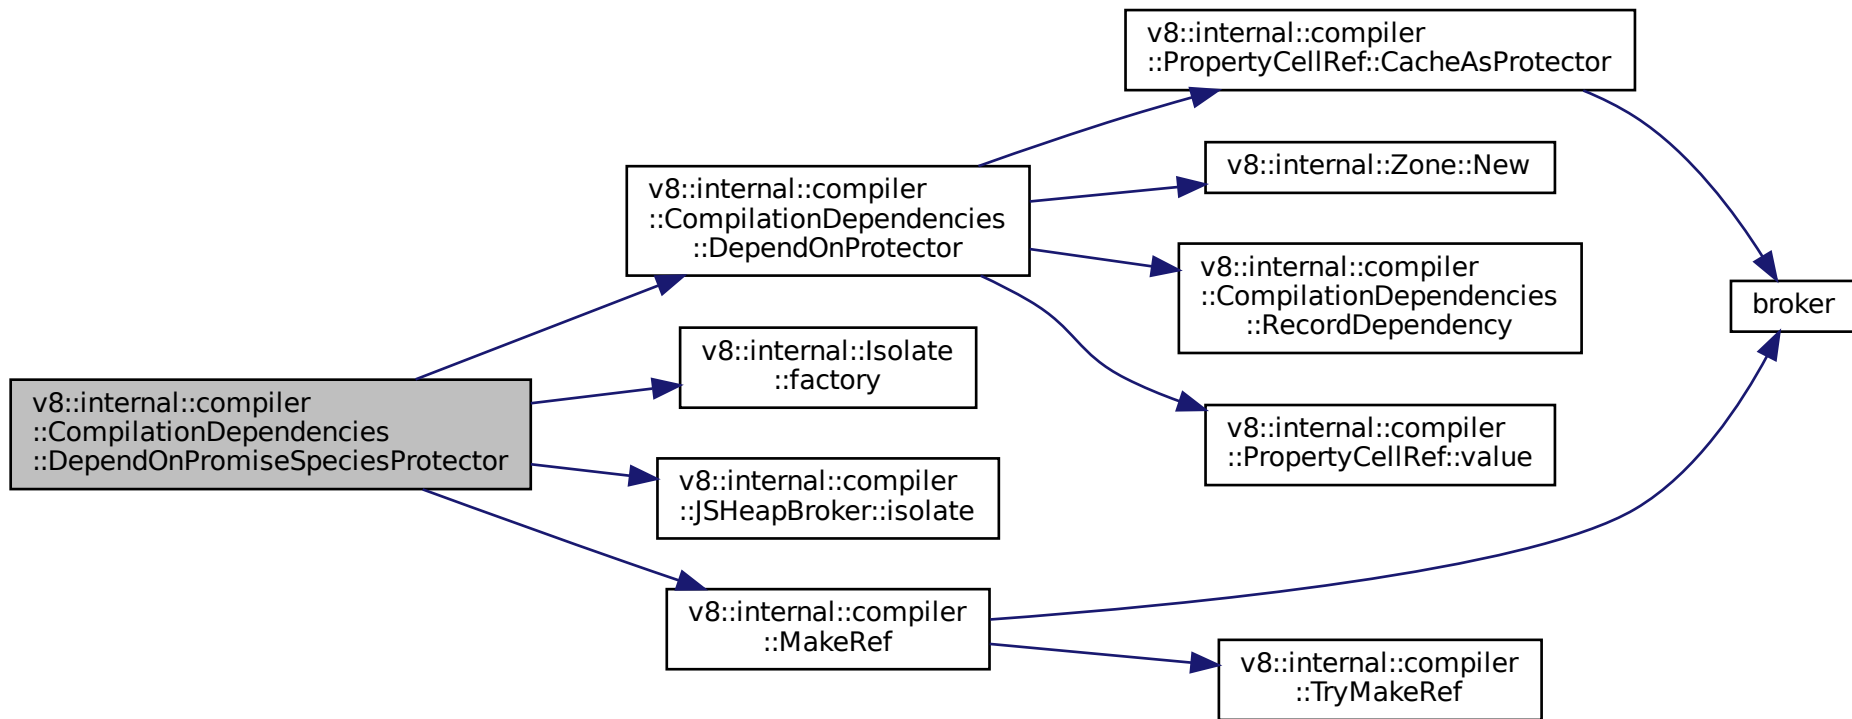 v8::internal::compiler
::CompilationDependencies
::DependOnPromiseSpeciesProtector
v8::internal::compiler
::CompilationDependencies
::DependOnProtector
v8::internal::compiler
::PropertyCellRef::CacheAsProtector
broker
v8::internal::Zone::New
v8::internal::compiler
::CompilationDependencies
::RecordDependency
v8::internal::compiler
::PropertyCellRef::value
v8::internal::Isolate
::factory
v8::internal::compiler
::JSHeapBroker::isolate
v8::internal::compiler
::MakeRef
v8::internal::compiler
::TryMakeRef